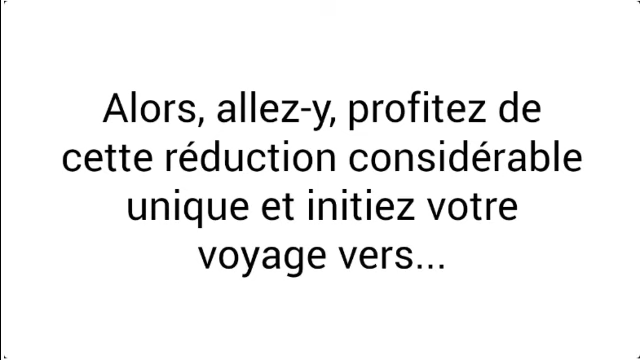 Alors, allez-y, profitez de
cette réduction considérable
unique et initiez votre
voyage vers...